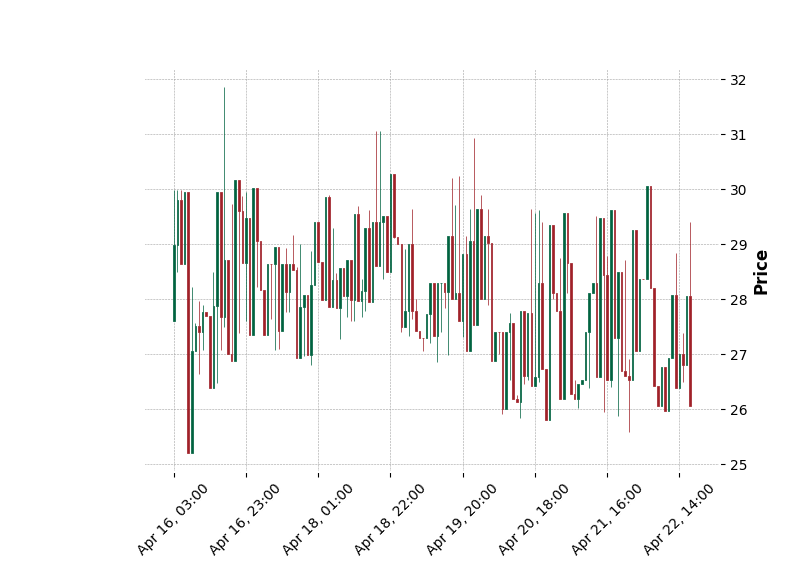 32
31
30
29
28
27
26
25
Price
Apr 16, 03:00
Apr 16, 23:00
Apr 18, 01:00
Apr 18, 22:00
Apr 19, 20:00
Apr 20, 18:00
Apr 21, 16:00
Apr 22, 14:00